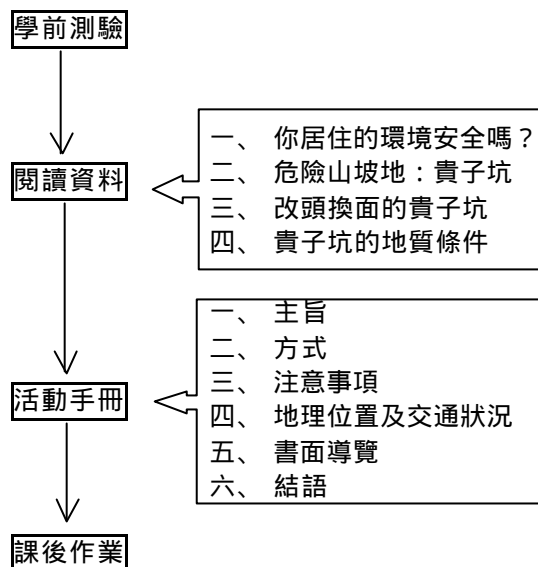 學前測驗
閱讀資料
一、 你居住的環境安全嗎？
二、 危險山坡地：貴子坑
三、 改頭換面的貴子坑
四、 貴子坑的地質條件
活動手冊
一、 主旨
二、 方式
三、 注意事項
四、 地理位置及交通狀況
五、 書面導覽
六、 結語
課後作業